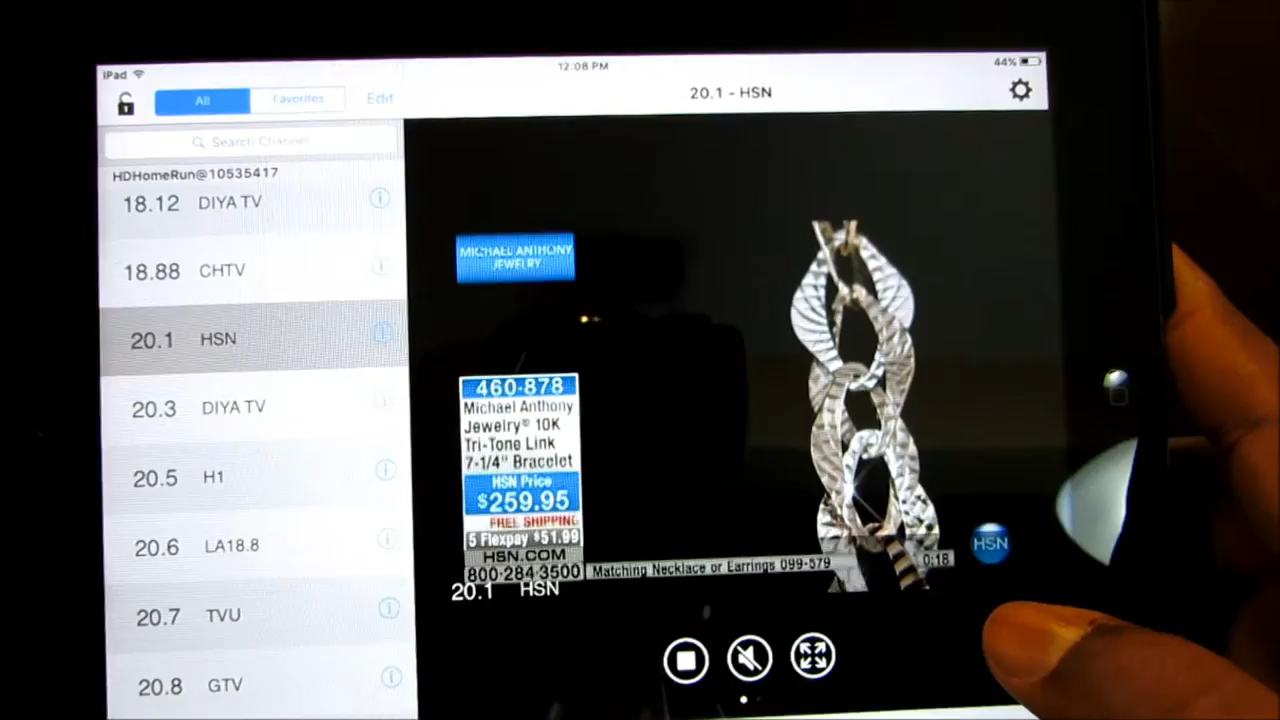 iPad
12:08 PM
44%
All
Favorites
Edit
20.1 - HSN
Search Channel
HDHomeRun@10535417
18.12 DIYA TV
18.88 CHTV
20.1 HSN
20.3 DIYA TV
20.5 H1
20.6 LA18.8
20.7 TVU
20.8 GTV
MICHAEL ANTHONY
JEWELRY
460-878
Michael Anthony
Jewelry® 10K
Tri-Tone Link
7-1/4" Bracelet
HSN Price
$259.95
FREE SHIPPING
5 Flexpay $51.99
HSN.COM
800-284-3500
Matching Necklace or Earrings 099-579
0:18
HSN
20.1 HSN